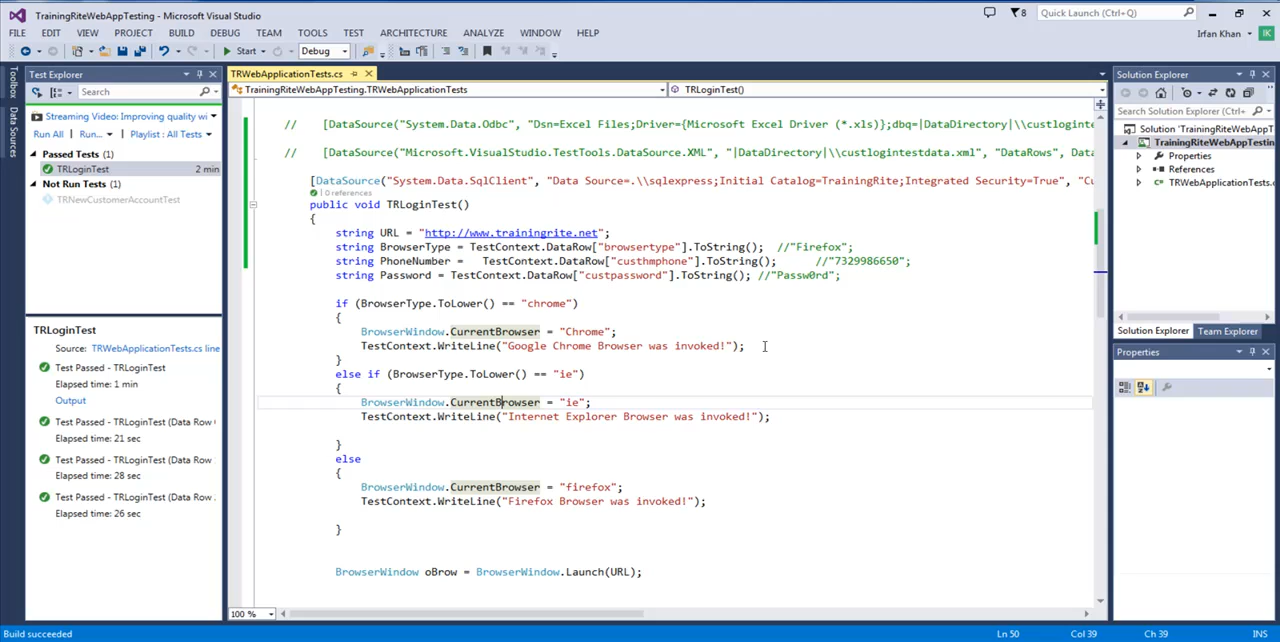 TrainingRiteWebAppTesting - Microsoft Visual Studio
8
Quick Launch (Ctrl+Q)
FILE EDIT VIEW PROJECT BUILD DEBUG TEAM TOOLS TEST ARCHITECTURE ANALYZE WINDOW HELP
Irfan Khan
IK
Start
Debug
Toolbox
Data Sources
Test Explorer
Search
Streaming Video: Improving quality wi
Run All | Run... | Playlist : All Tests
Passed Tests (1)
TRLoginTest 2 min
Not Run Tests (1)
TRNewCustomerAccountTest
TRLoginTest
Source: TRWebApplicationTests.cs line
Test Passed - TRLoginTest
Elapsed time: 1 min
Output
Test Passed - TRLoginTest (Data Row
Elapsed time: 21 sec
Test Passed - TRLoginTest (Data Row
Elapsed time: 28 sec
Test Passed - TRLoginTest (Data Row
Elapsed time: 26 sec
TRWebApplicationTests.cs
TrainingRiteWebAppTesting.TRWebApplicationTests
TRLoginTest()
// [DataSource("System.Data.Odbc", "Dsn=Excel Files;Driver={Microsoft Excel Driver (*.xls)};dbq=|DataDirectory|\\custloginte
// [DataSource("Microsoft.VisualStudio.TestTools.DataSource.XML", "|DataDirectory|\\custlogintestdata.xml", "DataRows", Data
[DataSource("System.Data.SqlClient", "Data Source=.\\sqlexpress;Initial Catalog=TrainingRite;Integrated Security=True", "Cu
| 0 references
public void TRLoginTest()
{
string URL = "http://www.trainingrite.net";
string BrowserType = TestContext.DataRow["browsertype"].ToString(); //"Firefox";
string PhoneNumber = TestContext.DataRow["custhmphone"].ToString(); //"7329986650";
string Password = TestContext.DataRow["custpassword"].ToString(); //"Passw0rd";
if (BrowserType.ToLower() == "chrome")
{
BrowserWindow.CurrentBrowser = "Chrome";
TestContext.WriteLine("Google Chrome Browser was invoked!");
}
else if (BrowserType.ToLower() == "ie")
{
BrowserWindow.CurrentBrowser = "ie";
TestContext.WriteLine("Internet Explorer Browser was invoked!");
}
else
{
BrowserWindow.CurrentBrowser = "firefox";
TestContext.WriteLine("Firefox Browser was invoked!");
}
BrowserWindow oBrow = BrowserWindow.Launch(URL);
100 %
Solution Explorer
Search Solution Explorer (Ctrl+
Solution 'TrainingRiteWebAppT
TrainingRiteWebAppTestin
Properties
References
TRWebApplicationTests.c
Solution Explorer Team Explorer
Properties
Build succeeded
Ln 50 Col 39 Ch 39 INS